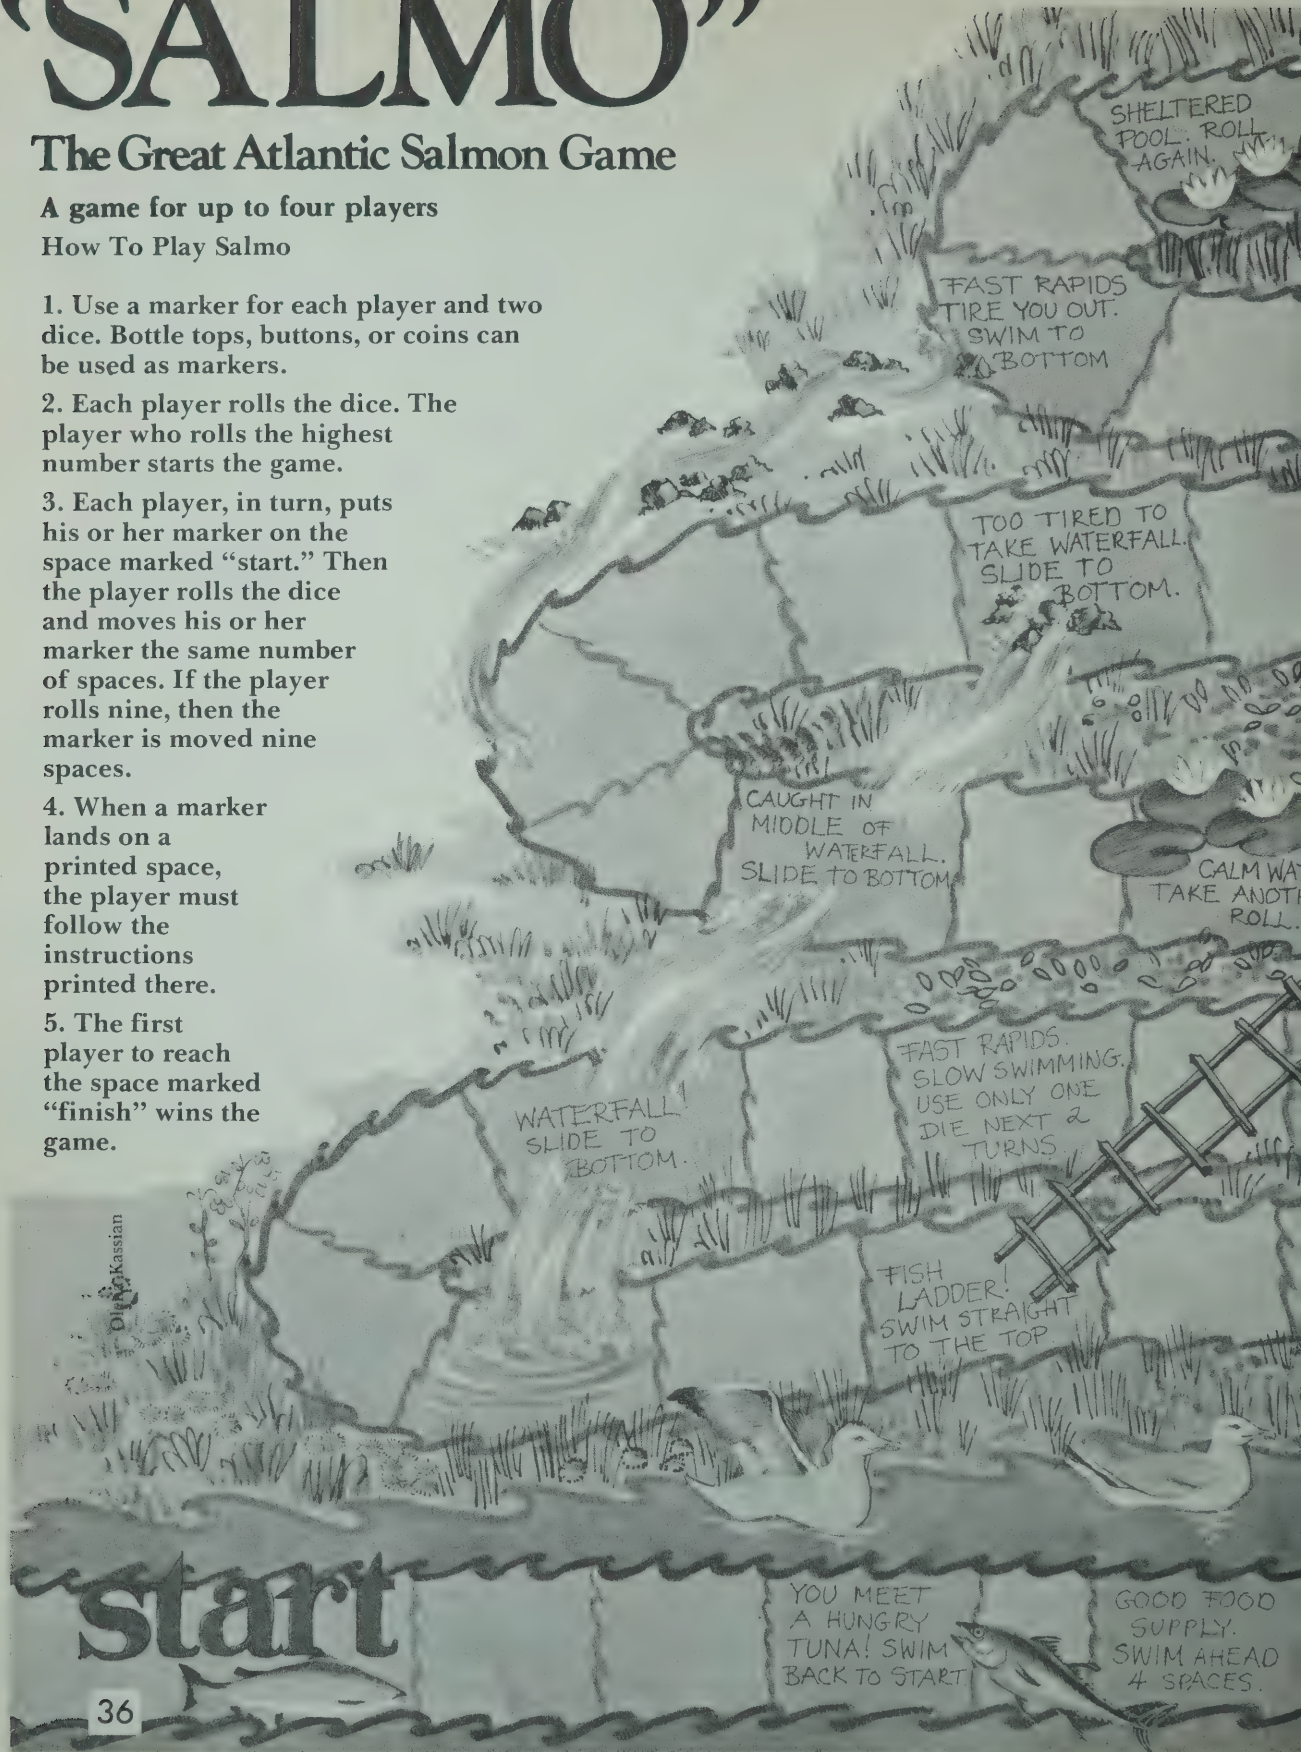 "SALMO"
The Great Atlantic Salmon Game
A game for up to four players
How To Play Salmo
1. Use a marker for each player and two
dice. Bottle tops, buttons, or coins can
be used as markers.
2. Each player rolls the dice. The
player who rolls the highest
number starts the game.
3. Each player, in turn, puts
his or her marker on the
space marked “start.” Then
the player rolls the dice
and moves his or her
marker the same number
of spaces. If the player
rolls nine, then the
marker is moved nine
spaces.
4. When a marker
lands on a
printed space,
the player must
follow the
instructions
printed there.
5. The first
player to reach
the space marked
“finish” wins the
game.
SHELTERED
POOL. ROLL
AGAIN.
FAST RAPIDS
TIRE YOU OUT.
SWIM TO
BOTTOM
TOO TIRED TO
TAKE WATERFALL.
SLIDE TO
BOTTOM.
CAUGHT IN
MIDDLE OF
WATERFALL.
SLIDE TO BOTTOM
CALM WA
TAKE ANOT
ROLL.
FAST RAPIDS.
SLOW SWIMMING.
USE ONLY ONE
DIE NEXT 2
TURNS
WATERFALL!
SLIDE TO
BOTTOM.
FISH
LADDER!
SWIM STRAIGHT
TO THE TOP
Kassian
start
YOU MEET
A HUNGRY
TUNA! SWIM
BACK TO START
GOOD FOOD
SUPPLY.
SWIM AHEAD
4 SPACES.
36